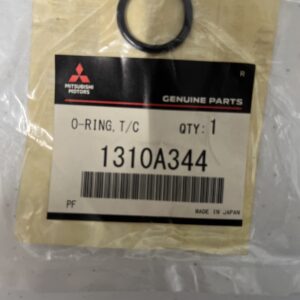 R
MITSUBISHI
MOTORS
GENUINE PARTS
O-RING, T/C QTY: 1
1310A344
PF
MADE IN JAPAN